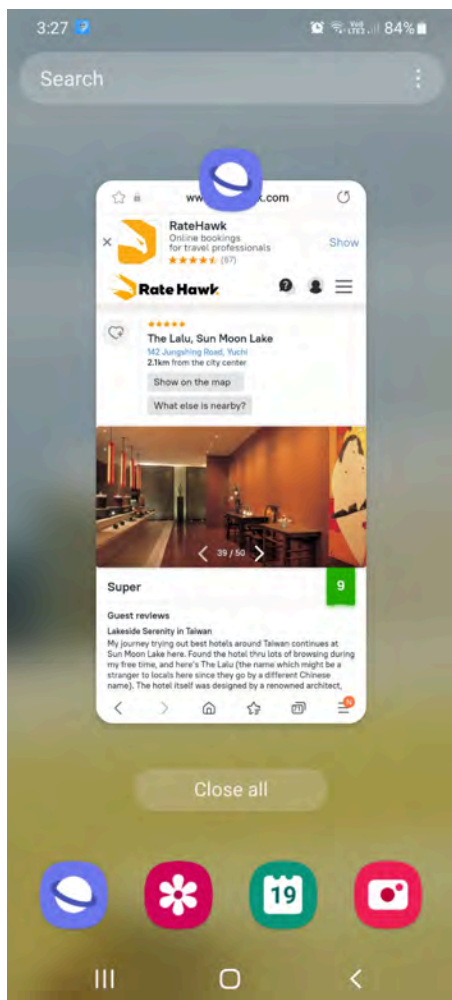 3:27
Vo)) LTE2 84%
Search
www k.com
RateHawk
Online bookings
for travel professionals
(67)
Show
Rate Hawk
The Lalu, Sun Moon Lake
142 Jungshing Road, Yuchi
2.1km from the city center
Show on the map
What else is nearby?
39 / 50
Super
9
Guest reviews
Lakeside Serenity in Taiwan
My journey trying out best hotels around Taiwan continues at
Sun Moon Lake here. Found the hotel thru lots of browsing during
my free time, and here's The Lalu (the name which might be a
stranger to locals here since they go by a different Chinese
name). The hotel itself was designed by a renowned architect,
Close all
19